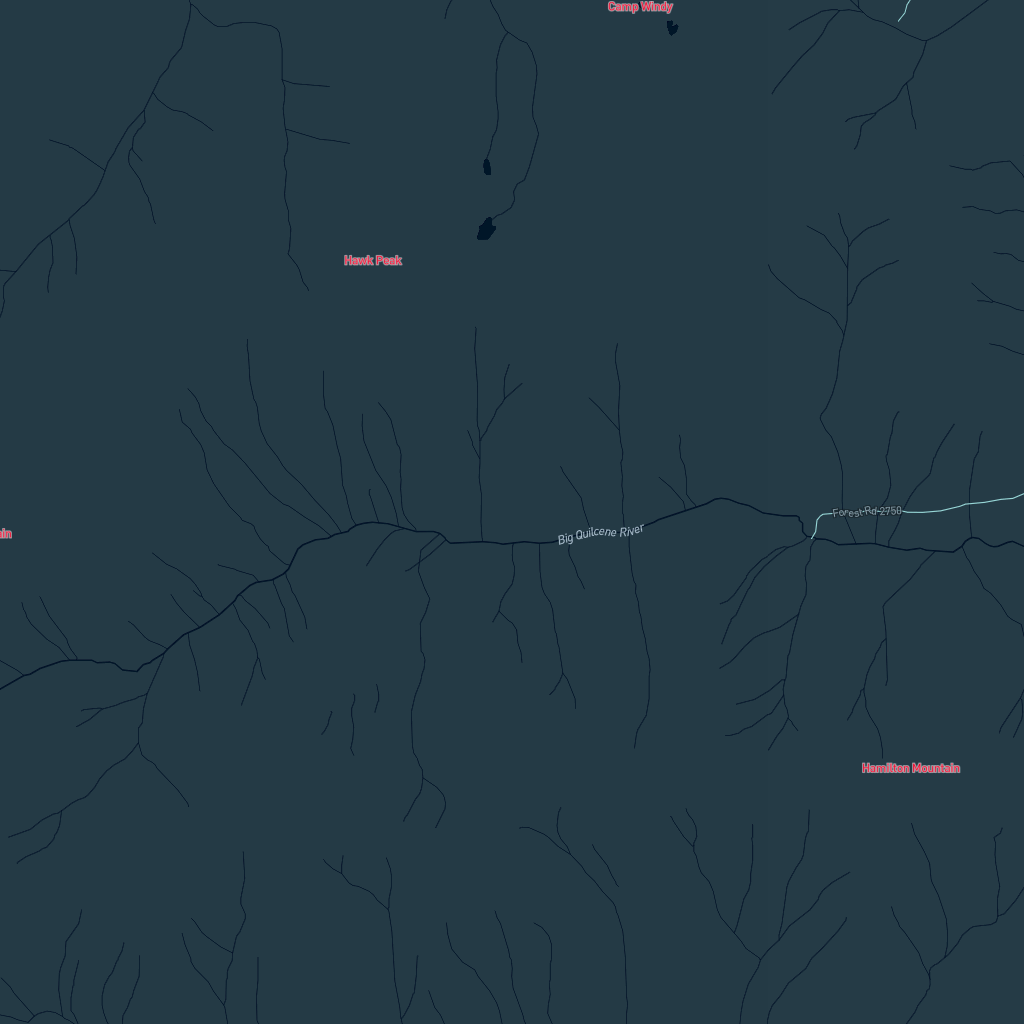 Camp Windy
Hawk Peak
Forest Rd 2750
Big Quilcene River
Hamilton Mountain